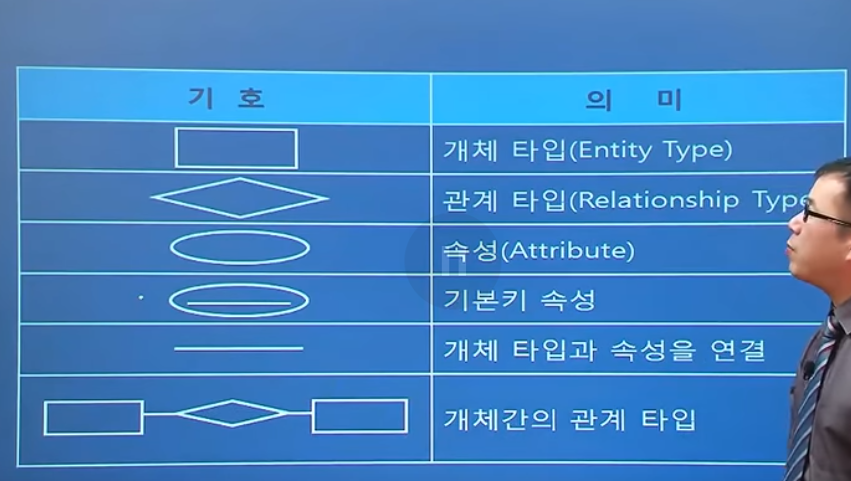 기 호 의 미
개체 타입(Entity Type)
관계 타입(Relationship Type
속성(Attribute)
기본키 속성
개체 타입과 속성을 연결
개체간의 관계 타입